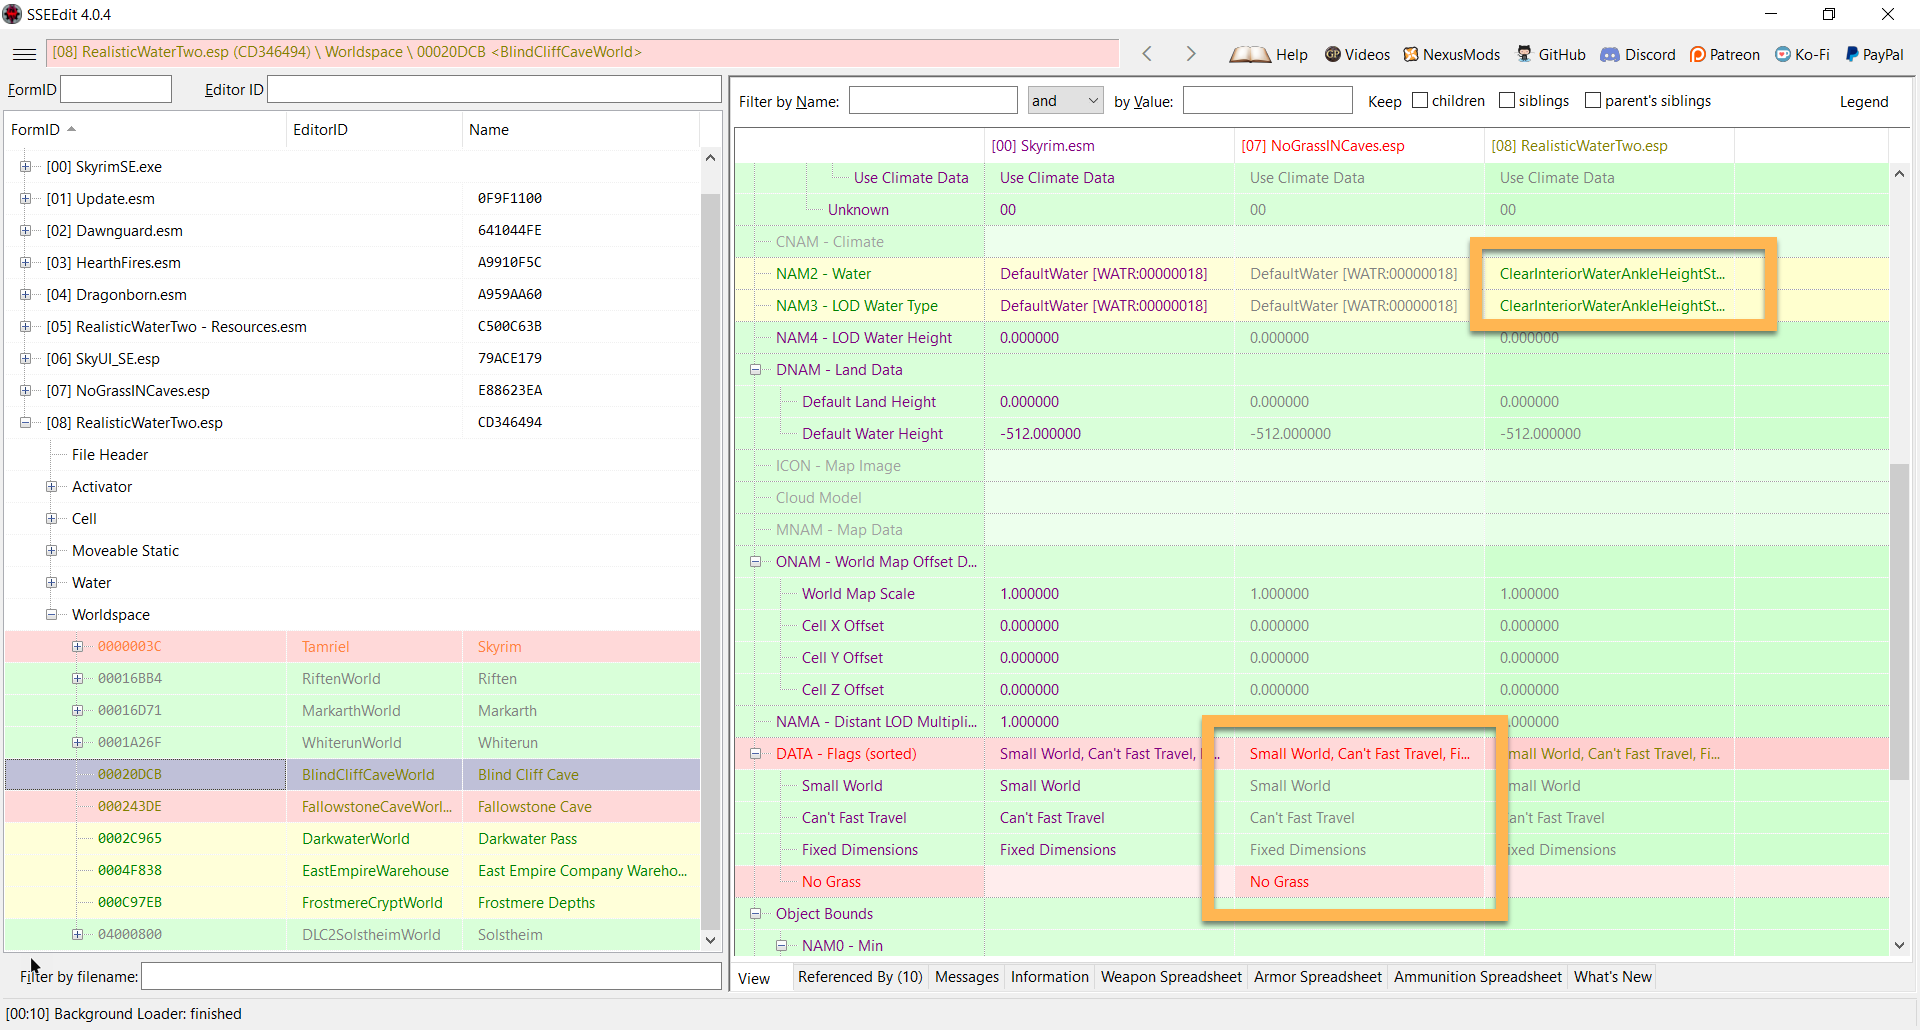 SSEEdit 4.0.4
[08] RealisticWaterTwo.esp (CD346494) \ Worldspace \ 00020DCB <BlindCliffCaveWorld>
Help Videos NexusMods GitHub Discord Patreon Ko-Fi PayPal
FormID Editor ID
FormID EditorID Name
[00] SkyrimSE.exe
[01] Update.esm 0F9F1100
[02] Dawnguard.esm 641044FE
[03] HearthFires.esm A9910F5C
[04] Dragonborn.esm A959AA60
[05] RealisticWaterTwo - Resources.esm C500C63B
[06] SkyUI_SE.esp 79ACE179
[07] NoGrassINCaves.esp E88623EA
[08] RealisticWaterTwo.esp CD346494
File Header
Activator
Cell
Moveable Static
Water
Worldspace
0000003C Tamriel Skyrim
00016BB4 RiftenWorld Riften
00016D71 MarkarthWorld Markarth
0001A26F WhiterunWorld Whiterun
00020DCB BlindCliffCaveWorld Blind Cliff Cave
000243DE FallowstoneCaveWorl... Fallowstone Cave
0002C965 DarkwaterWorld Darkwater Pass
0004F838 EastEmpireWarehouse East Empire Company Wareho...
000C97EB FrostmereCryptWorld Frostmere Depths
04000800 DLC2SolstheimWorld Solstheim
Filter by filename:
[00:10] Background Loader: finished
Filter by Name: and by Value: Keep children siblings parent's siblings Legend
[00] Skyrim.esm [07] NoGrassINCaves.esp [08] RealisticWaterTwo.esp
Use Climate Data Use Climate Data Use Climate Data Use Climate Data
Unknown 00 00 00
CNAM - Climate
NAM2 - Water DefaultWater [WATR:00000018] DefaultWater [WATR:00000018] ClearInteriorWaterAnkleHeightSt...
NAM3 - LOD Water Type DefaultWater [WATR:00000018] DefaultWater [WATR:00000018] ClearInteriorWaterAnkleHeightSt...
NAM4 - LOD Water Height 0.000000 0.000000 0.000000
DNAM - Land Data
Default Land Height 0.000000 0.000000 0.000000
Default Water Height -512.000000 -512.000000 -512.000000
ICON - Map Image
Cloud Model
MNAM - Map Data
ONAM - World Map Offset D...
World Map Scale 1.000000 1.000000 1.000000
Cell X Offset 0.000000 0.000000 0.000000
Cell Y Offset 0.000000 0.000000 0.000000
Cell Z Offset 0.000000 0.000000 0.000000
NAMA - Distant LOD Multipli... 1.000000 .000000
DATA - Flags (sorted) Small World, Can't Fast Travel, Small World, Can't Fast Travel, Fi... mall World, Can't Fast Travel, Fi...
Small World Small World Small World mall World
Can't Fast Travel Can't Fast Travel Can't Fast Travel an't Fast Travel
Fixed Dimensions Fixed Dimensions Fixed Dimensions ixed Dimensions
No Grass No Grass
Object Bounds
NAM0 - Min
View Referenced By (10) Messages Information Weapon Spreadsheet Armor Spreadsheet Ammunition Spreadsheet What's New